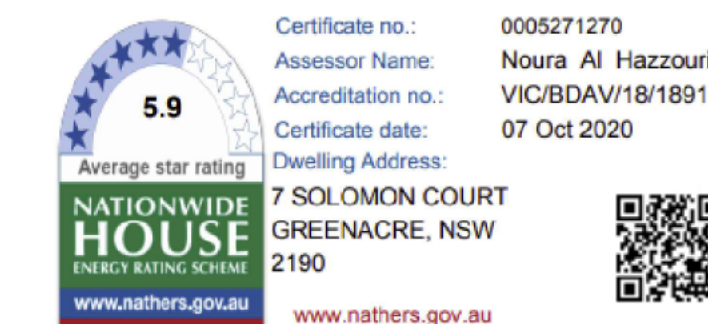 5.9
Average star rating
NATIONWIDE
HOUSE
ENERGY RATING SCHEME
www.nathers.gov.au
Certificate no.: 0005271270
Assessor Name: Noura Al Hazzouri
Accreditation no.: VIC/BDAV/18/1891
Certificate date: 07 Oct 2020
Dwelling Address:
7 SOLOMON COURT
GREENACRE, NSW
2190
www.nathers.gov.au